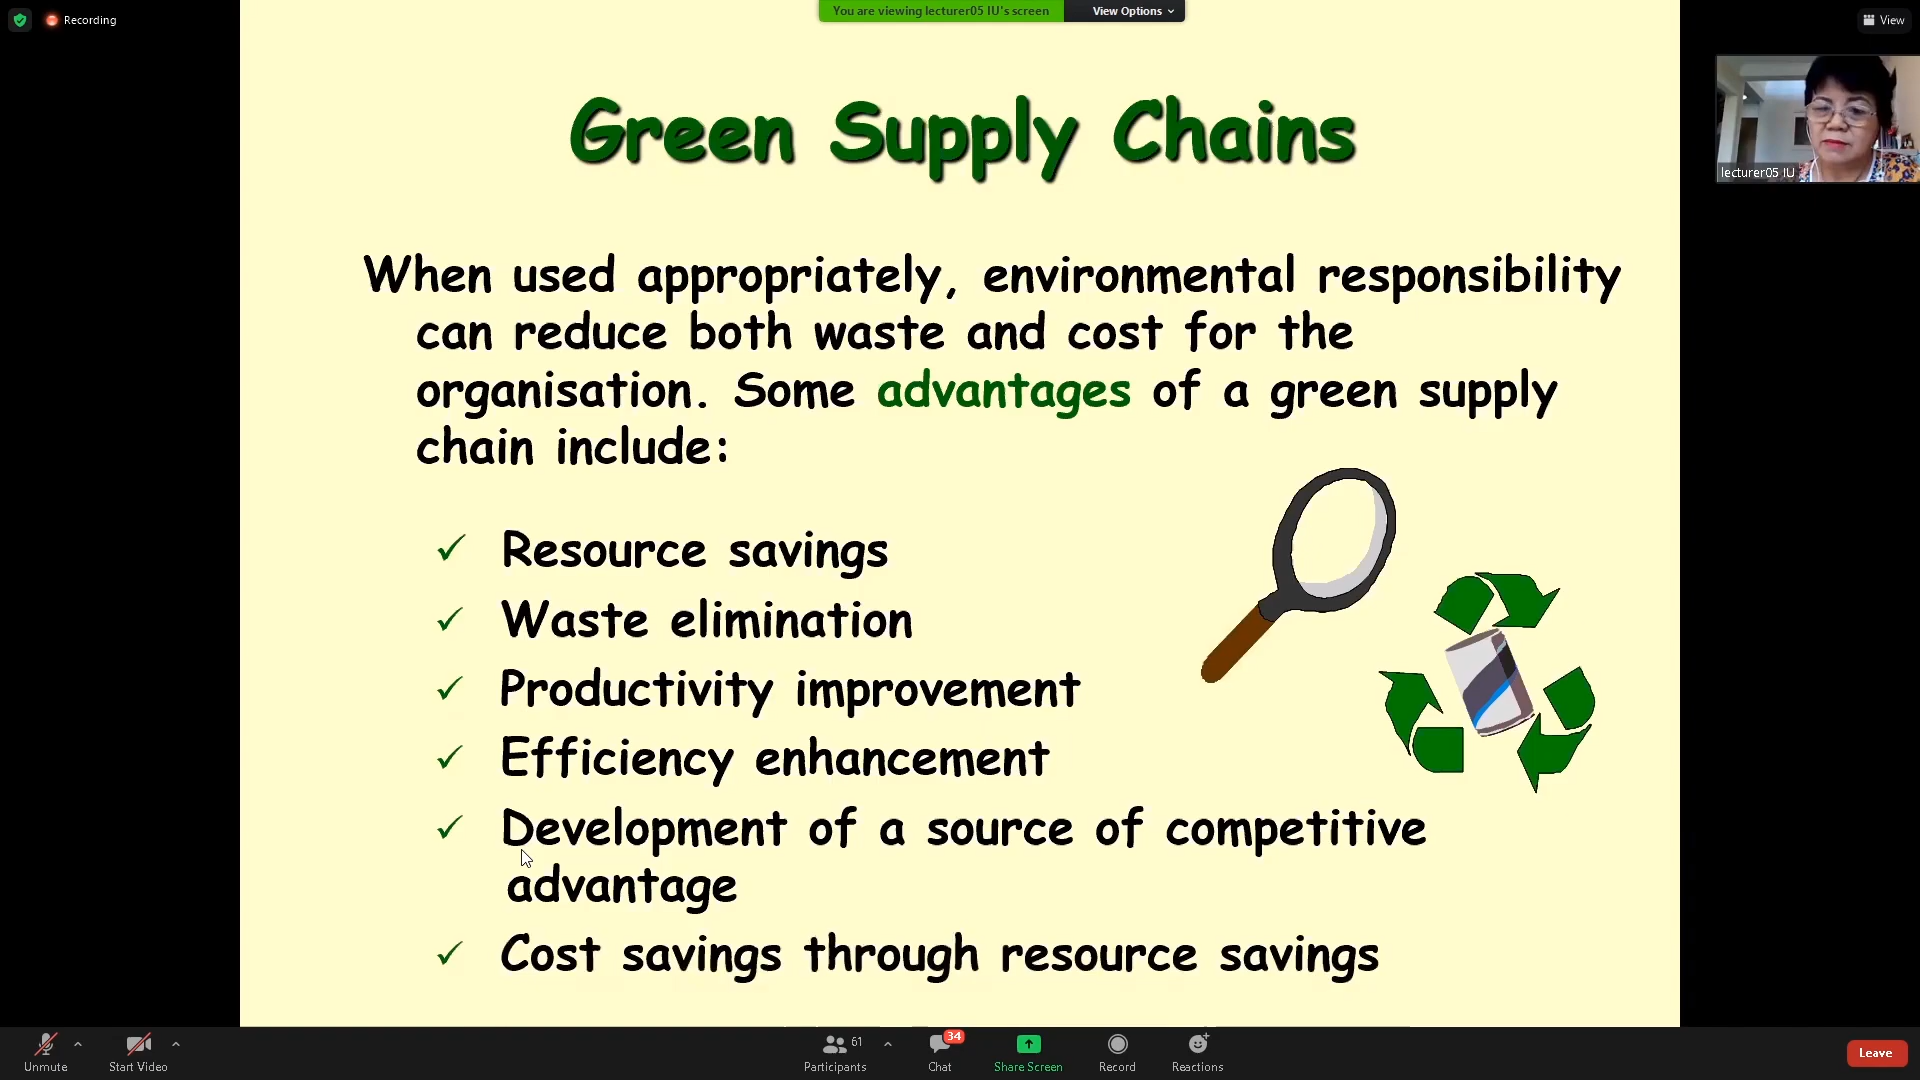 Recording
You are viewing lecturer05 IU's screen
View Options
View
Green Supply Chains
lecturer05 IU
When used appropriately, environmental responsibility
can reduce both waste and cost for the
organisation. Some advantages of a green supply
chain include:
✓ Resource savings
✓ Waste elimination
✓ Productivity improvement
✓ Efficiency enhancement
✓ Development of a source of competitive
advantage
✓ Cost savings through resource savings
Unmute
Start Video
61
Participants
34
Chat
Share Screen
Record
Reactions
Leave